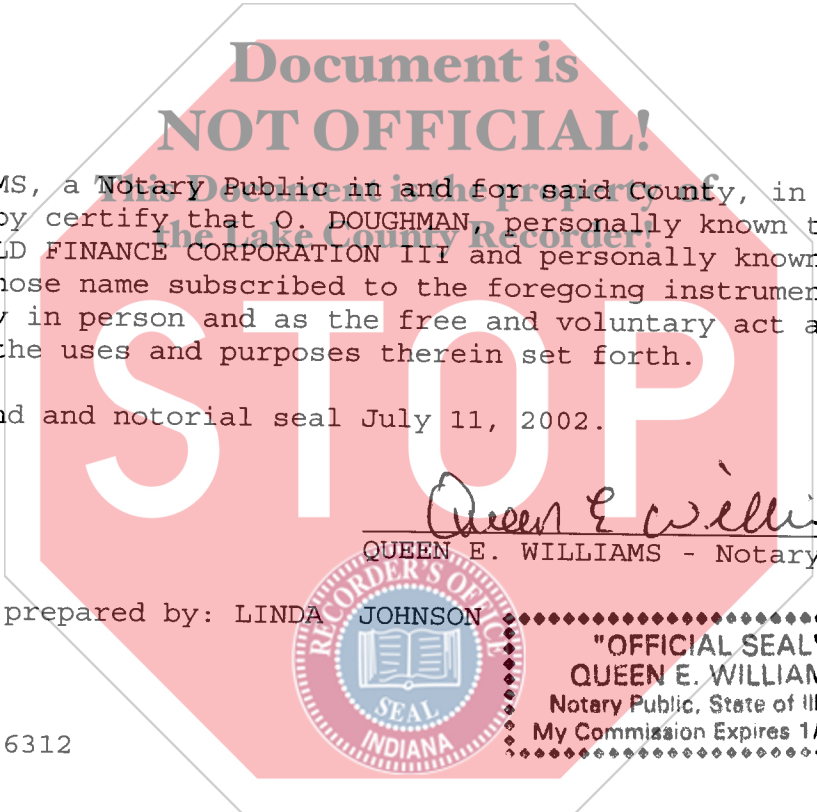 Document is
NOT OFFICIAL!
This Document is the property of
the Lake County Recorder!
STOP
MS, a Notary Public in and for said County, in
by certify that O. DOUGHMAN, personally known t
LD FINANCE CORPORATION III and personally known
hose name subscribed to the foregoing instrumen
y in person and as the free and voluntary act a
the uses and purposes therein set forth.
nd and notorial seal July 11, 2002.
Queen E Willi
QUEEN E. WILLIAMS - Notary
prepared by: LINDA JOHNSON
RECORDER'S OFFICE
SEAL
INDIANA
"OFFICIAL SEAL"
QUEEN E. WILLIAM
Notary Public, State of Ill
My Commission Expires 1/
6312